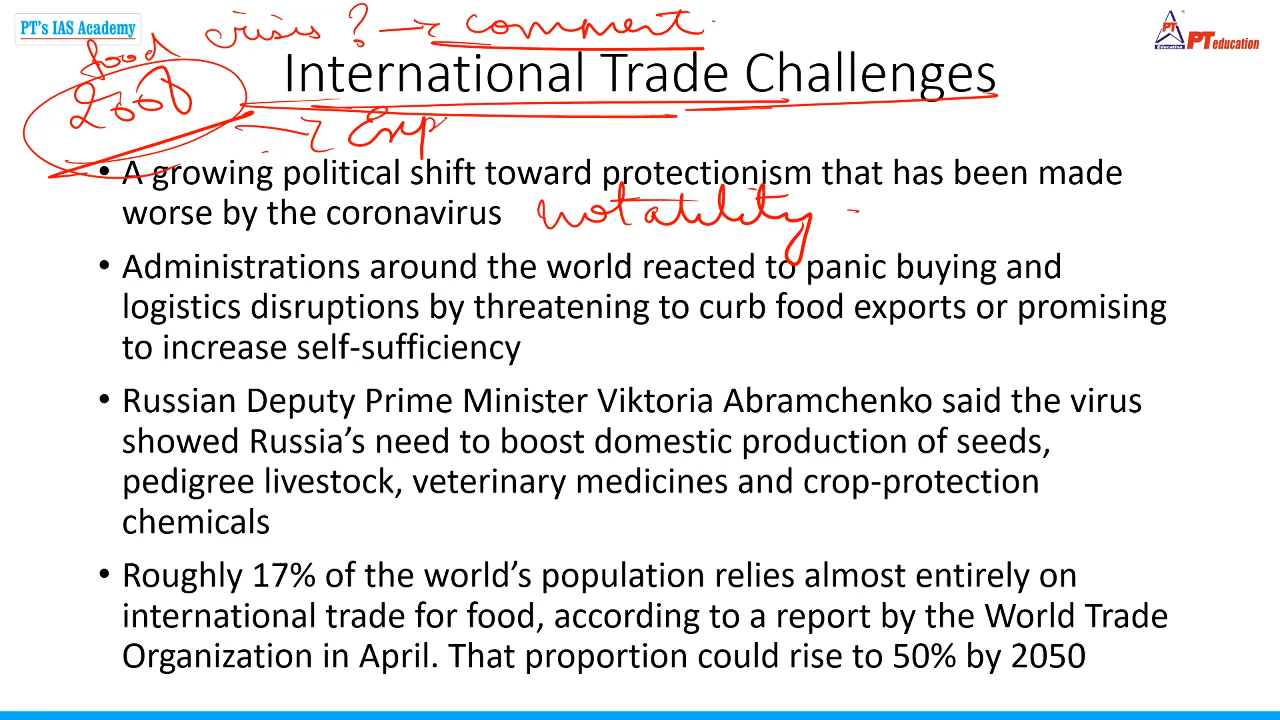 PT's IAS Academy
food crisis? → comment
PT
Education
PT education
International Trade Challenges
2008
→ Exp
• A growing political shift toward protectionism that has been made
worse by the coronavirus
• Administrations around the world reacted to panic buying and
logistics disruptions by threatening to curb food exports or promising
to increase self-sufficiency
• Russian Deputy Prime Minister Viktoria Abramchenko said the virus
showed Russia's need to boost domestic production of seeds,
pedigree livestock, veterinary medicines and crop-protection
chemicals
• Roughly 17% of the world's population relies almost entirely on
international trade for food, according to a report by the World Trade
Organization in April. That proportion could rise to 50% by 2050